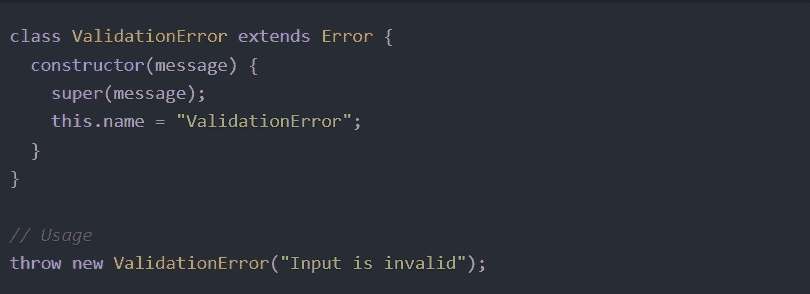 class ValidationError extends Error {
  constructor(message) {
    super(message);
    this.name = "ValidationError";
  }
}

// Usage
throw new ValidationError("Input is invalid");